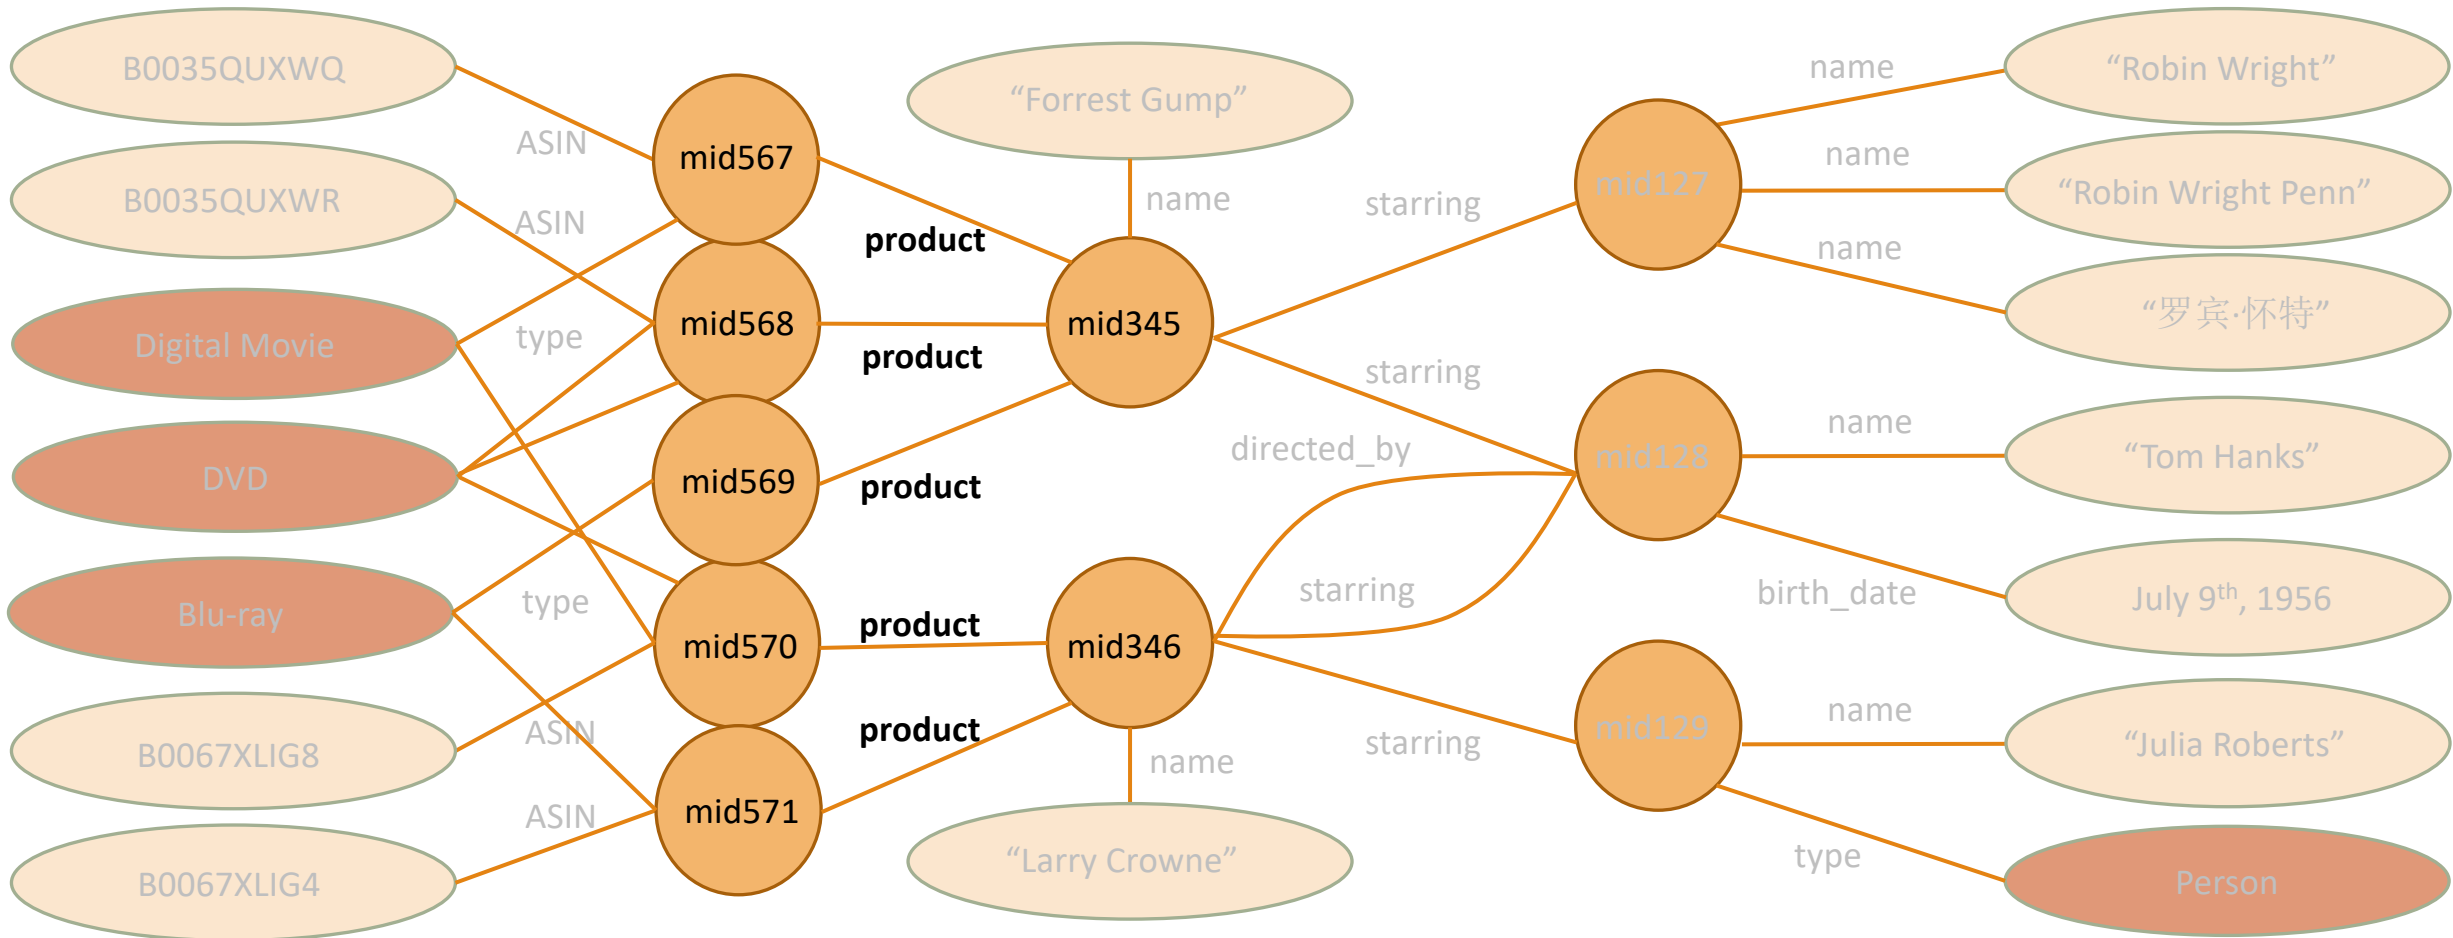 B0035QUXWQ
B0035QUXWR
Digital Movie
DVD
Blu-ray
B0067XLIG8
B0067XLIG4
ASIN
ASIN
type
type
ASIN
ASIN
mid567
mid568
mid569
mid570
mid571
product
product
product
product
product
“Forrest Gump”
name
mid345
mid346
name
“Larry Crowne”
starring
starring
directed_by
starring
starring
mid127
mid128
mid129
name
name
name
name
birth_date
name
type
“Robin Wright”
“Robin Wright Penn”
“罗宾·怀特”
“Tom Hanks”
July 9th, 1956
“Julia Roberts”
Person